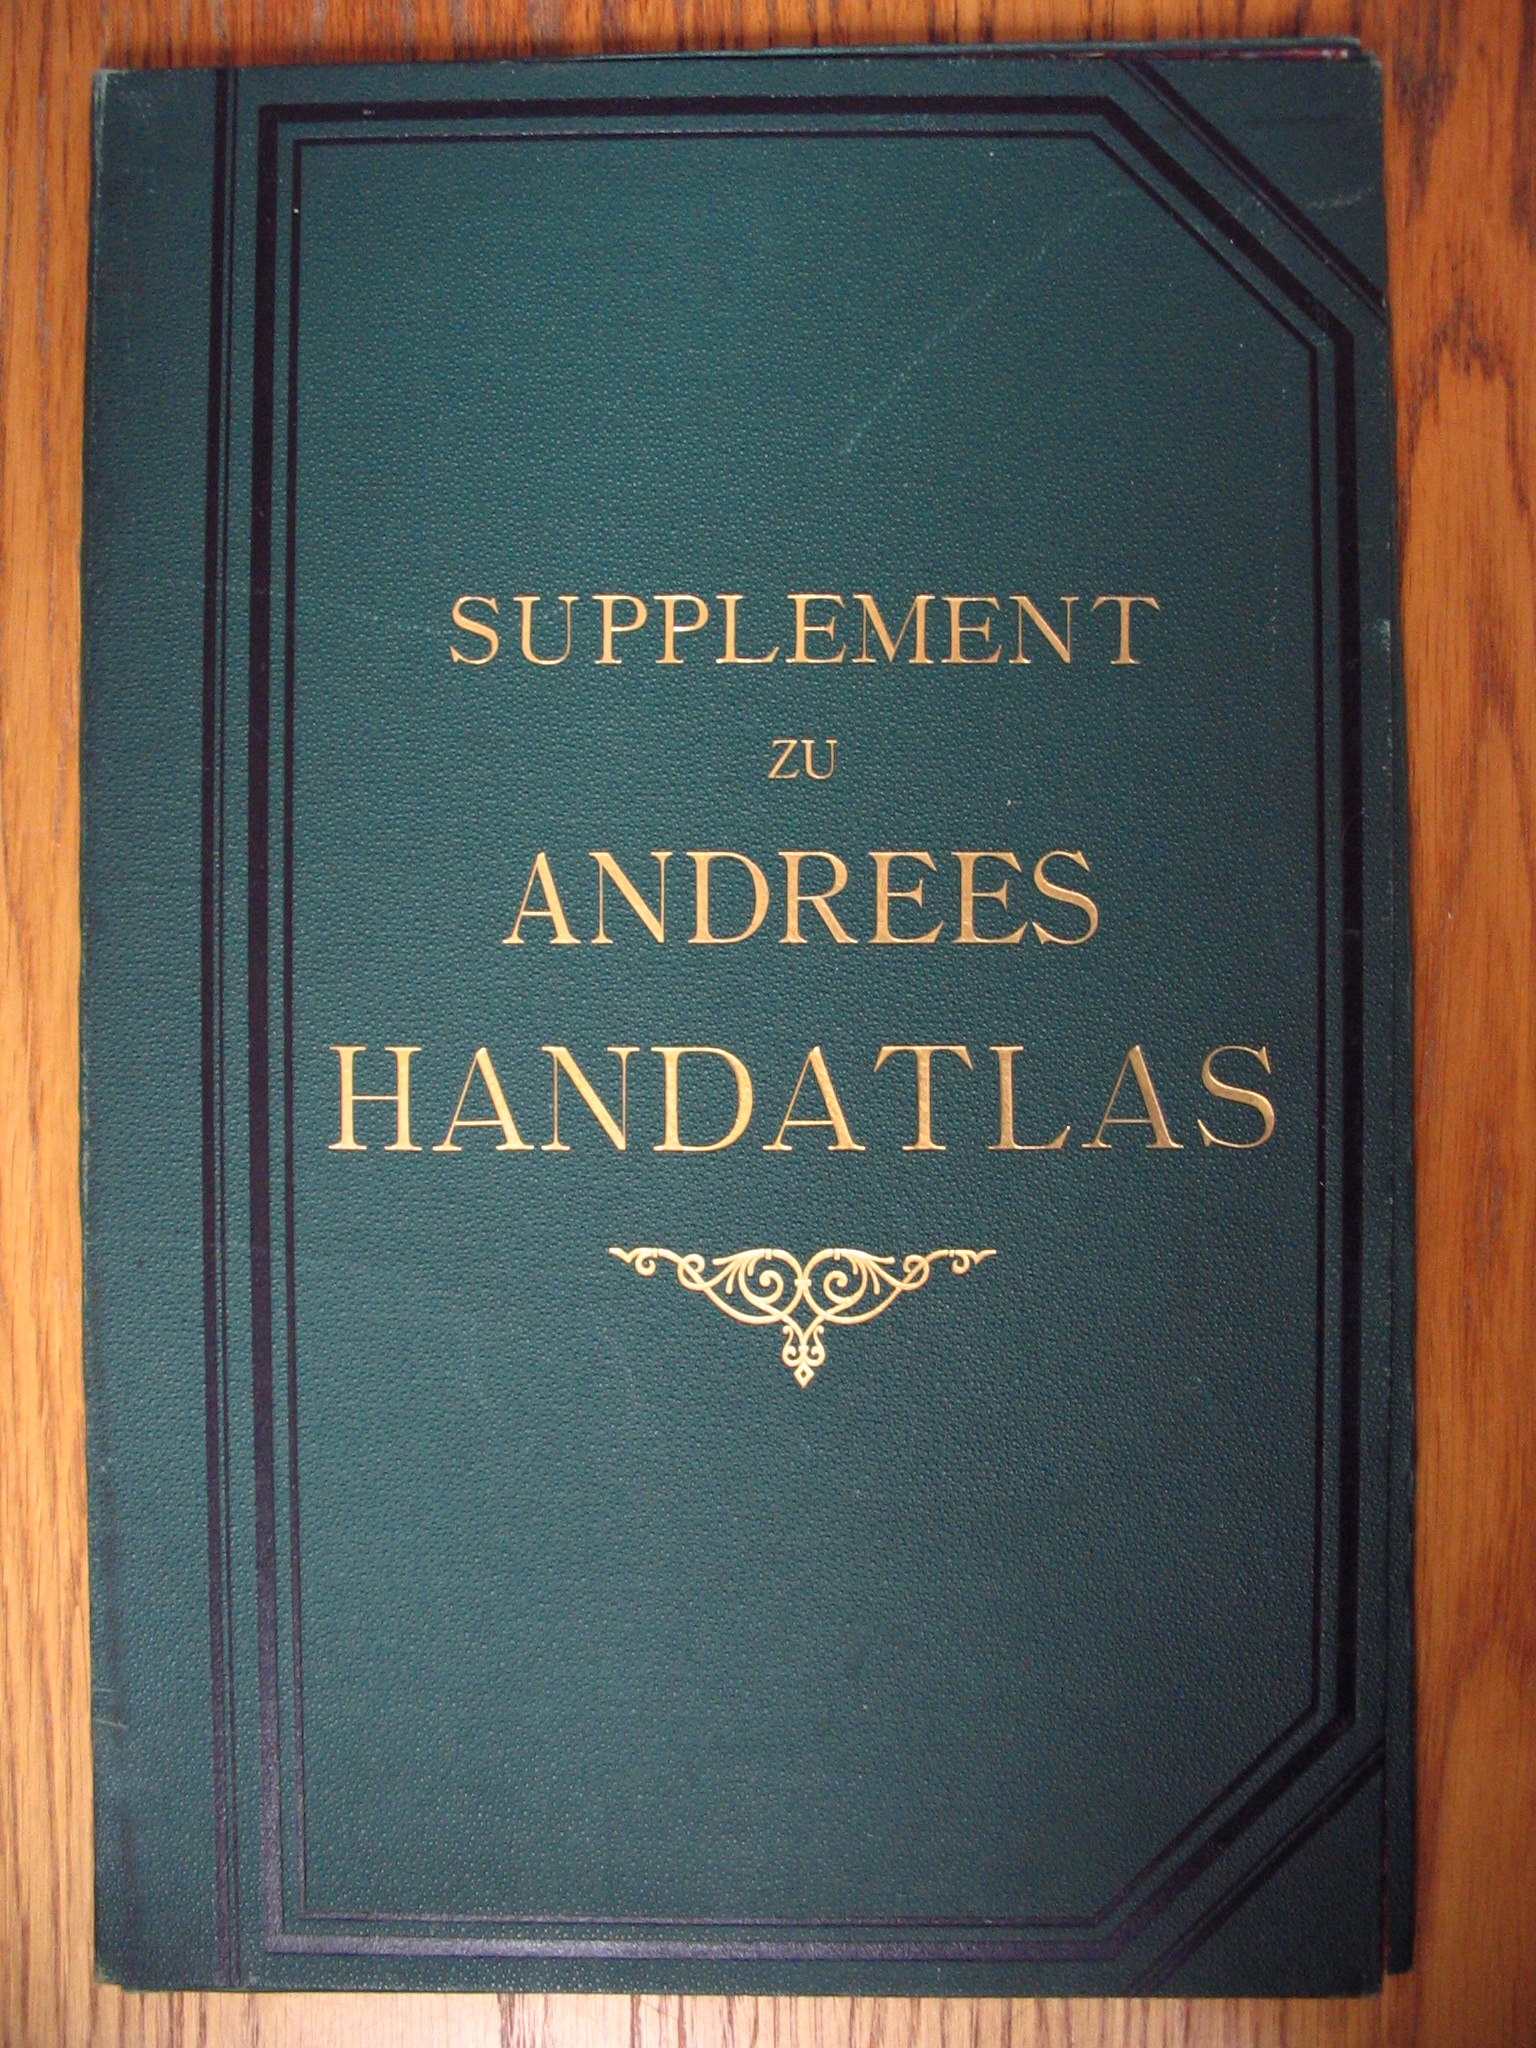 SUPPLEMENT
ZU
ANDREES
HANDATLAS